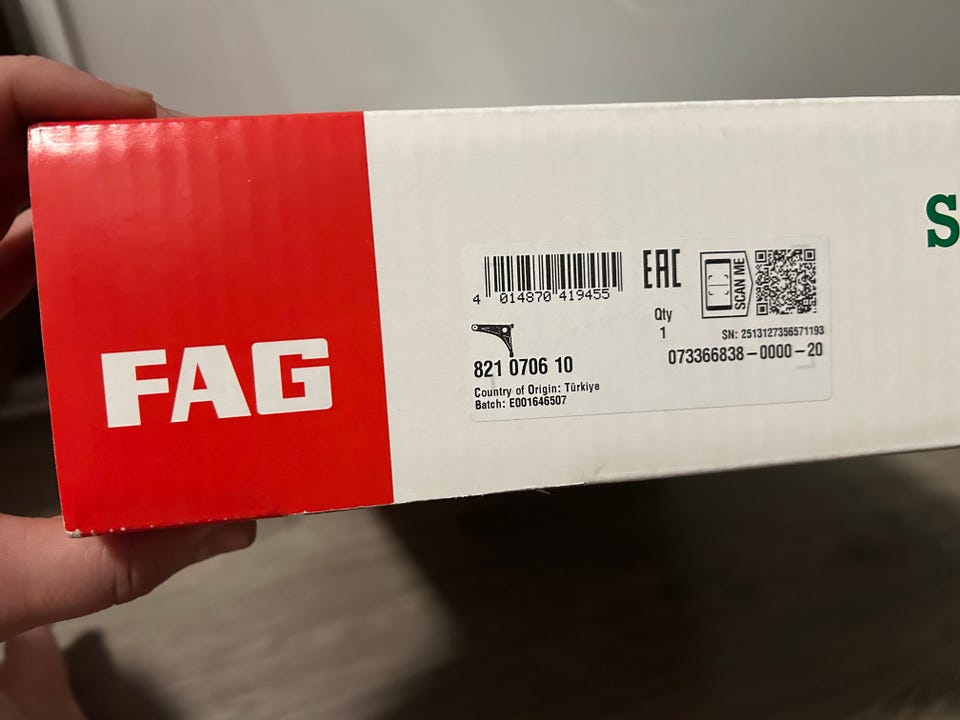 FAG
S
4 014870 419455
EAC
SCAN ME
Qty
1
SN: 2513127356571193
073366838-0000-20
821 0706 10
Country of Origin: Türkiye
Batch: E001646507